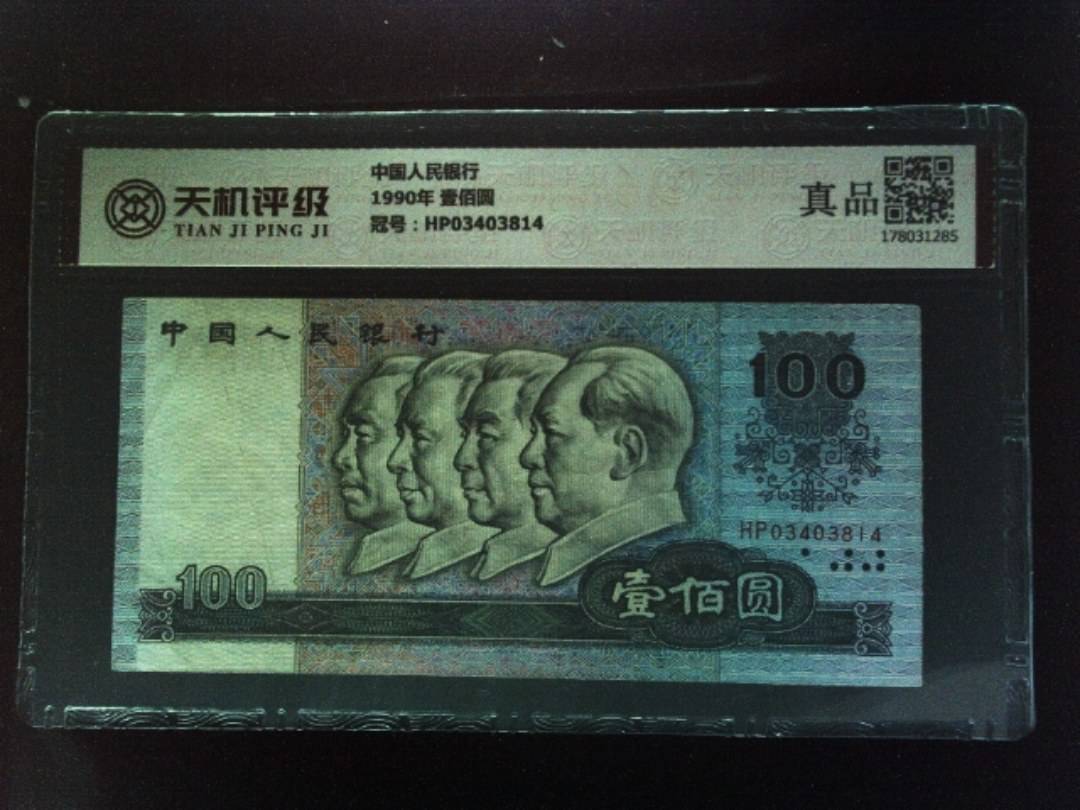 天机评级
TIAN JI PING JI
中国人民银行
1990年 壹佰圆
冠号：HP03403814
真品
178031285
中国人民银行
100
HP03403814
100
壹佰圆